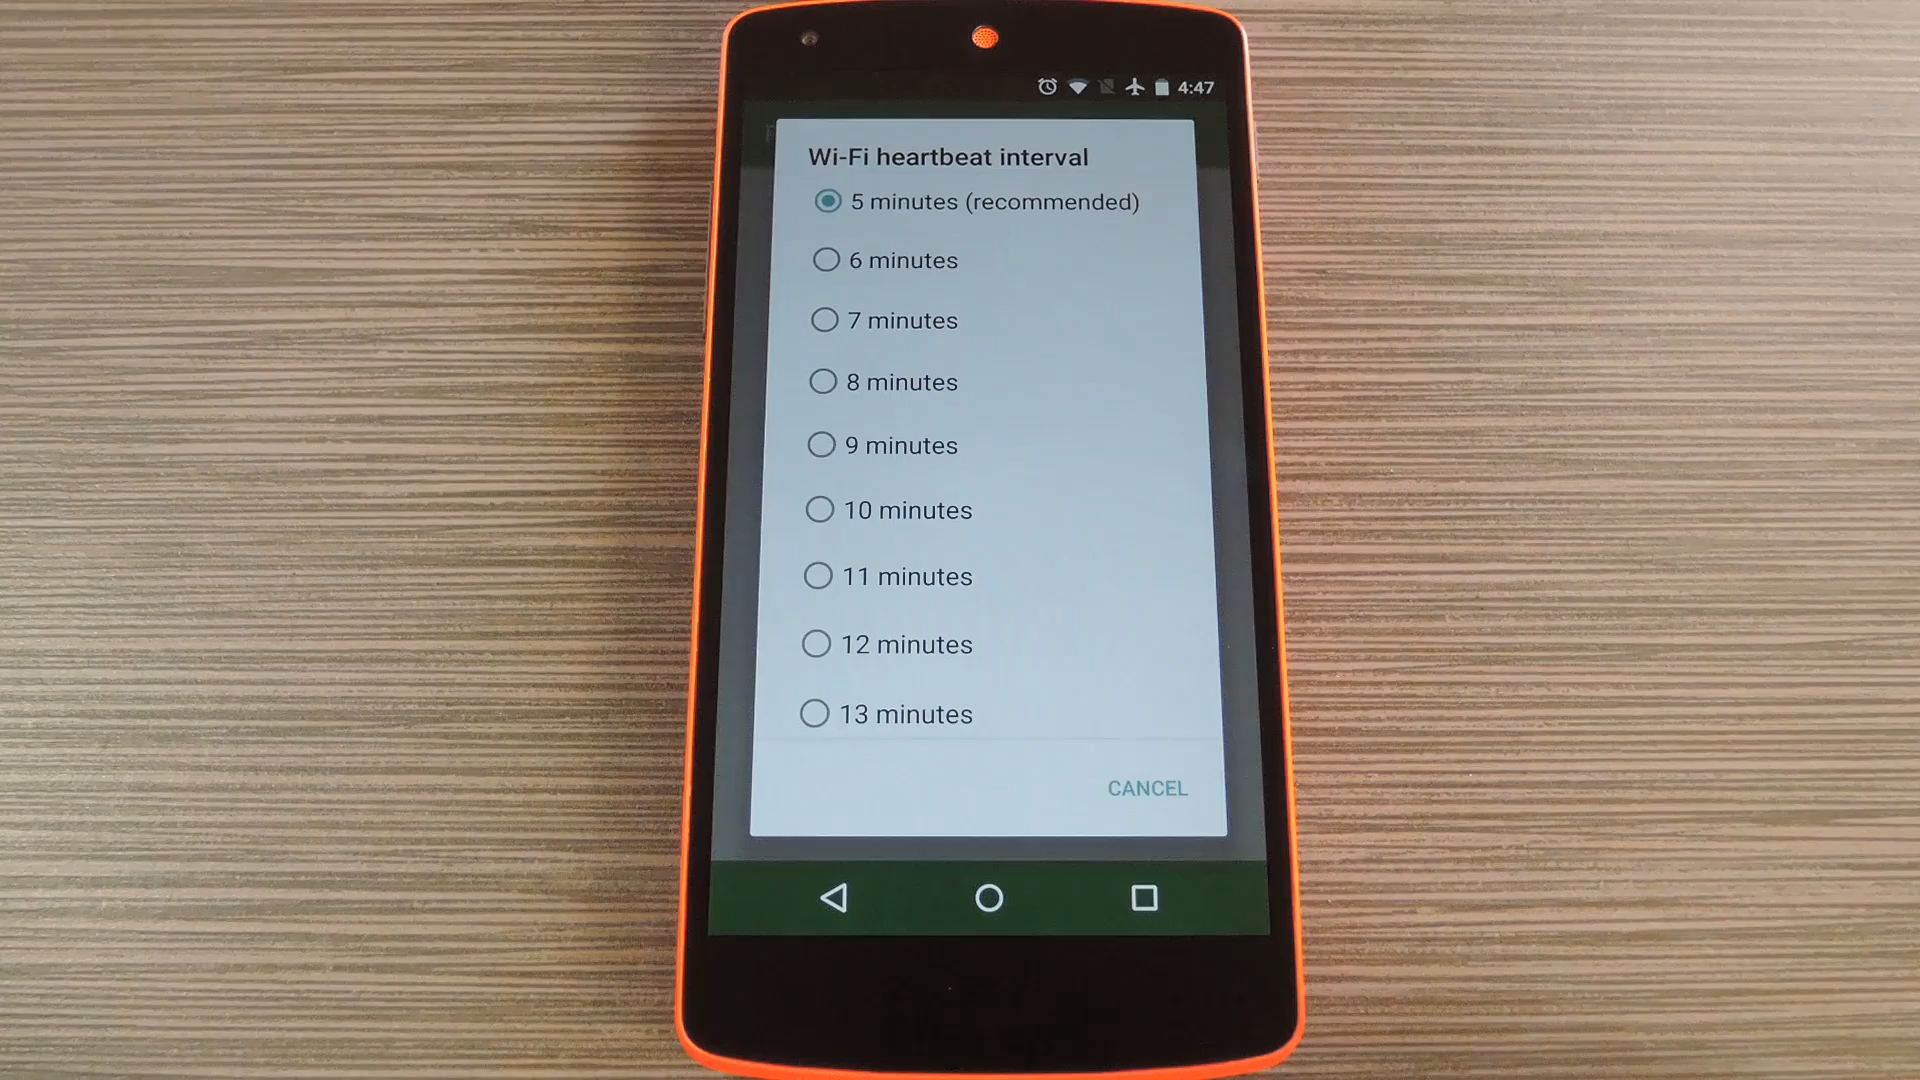 4:47
Wi-Fi heartbeat interval
5 minutes (recommended)
6 minutes
7 minutes
8 minutes
9 minutes
10 minutes
11 minutes
12 minutes
13 minutes
CANCEL